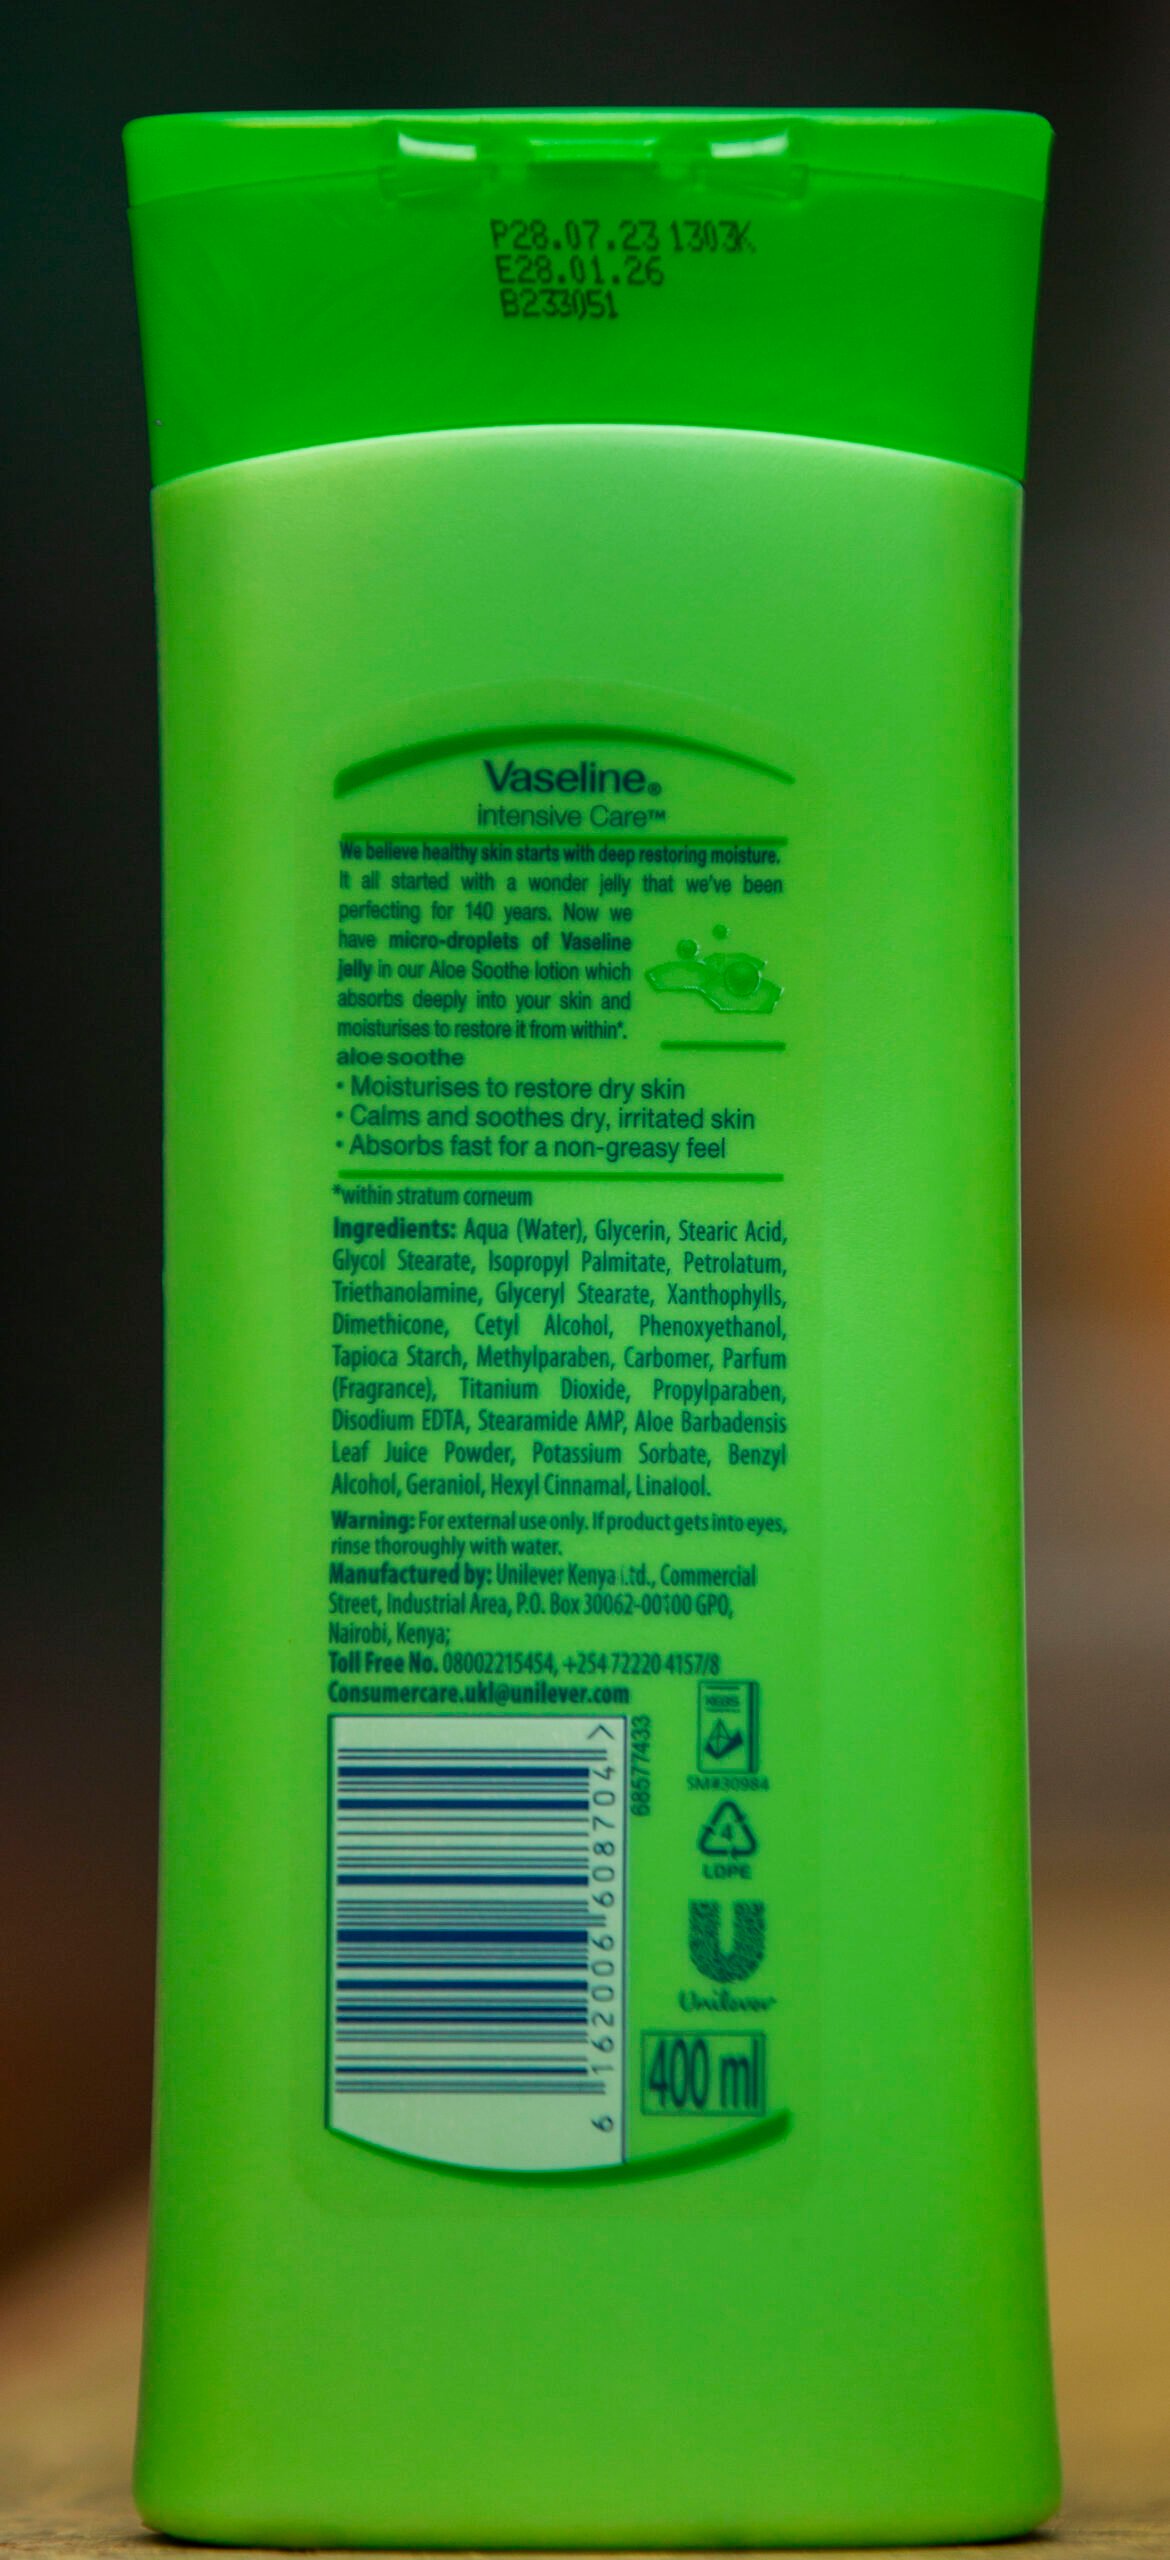 P28.07.23 1303K
E28.01.26
B233051
Vaseline®
intensive Care™
We believe healthy skin starts with deep restoring moisture.
It all started with a wonder jelly that we've been
perfecting for 140 years. Now we
have micro-droplets of Vaseline
jelly in our Aloe Soothe lotion which
absorbs deeply into your skin and
moisturises to restore it from within*.
aloe soothe
• Moisturises to restore dry skin
• Calms and soothes dry, irritated skin
• Absorbs fast for a non-greasy feel
*within stratum corneum
Ingredients: Aqua (Water), Glycerin, Stearic Acid,
Glycol Stearate, Isopropyl Palmitate, Petrolatum,
Triethanolamine, Glyceryl Stearate, Xanthophylls,
Dimethicone, Cetyl Alcohol, Phenoxyethanol,
Tapioca Starch, Methylparaben, Carbomer, Parfum
(Fragrance), Titanium Dioxide, Propylparaben,
Disodium EDTA, Stearamide AMP, Aloe Barbadensis
Leaf Juice Powder, Potassium Sorbate, Benzyl
Alcohol, Geraniol, Hexyl Cinnamal, Linalool.
Warning: For external use only. If product gets into eyes,
rinse thoroughly with water.
Manufactured by: Unilever Kenya Ltd., Commercial
Street, Industrial Area, P.O. Box 30062-00100 GPO,
Nairobi, Kenya;
Toll Free No. 08002215454, +254 72220 4157/8
Consumercare.ukl@unilever.com
6 162006 608704 >
68577433
KEBS
SM#30984
4
LDPE
Unilever
400 ml